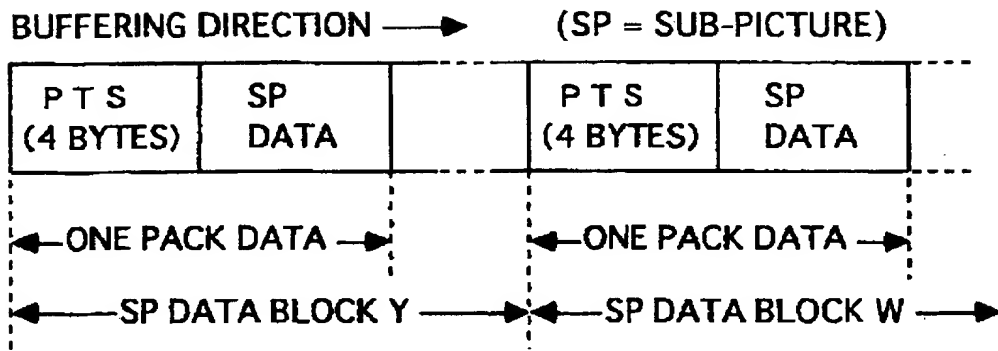 BUFFERING DIRECTION (SP = SUB-PICTURE)
P T S SP P T S SP
(4 BYTES) DATA (4 BYTES) DATA
ONE PACK DATA ONE PACK DATA
SP DATA BLOCK Y SP DATA BLOCK W